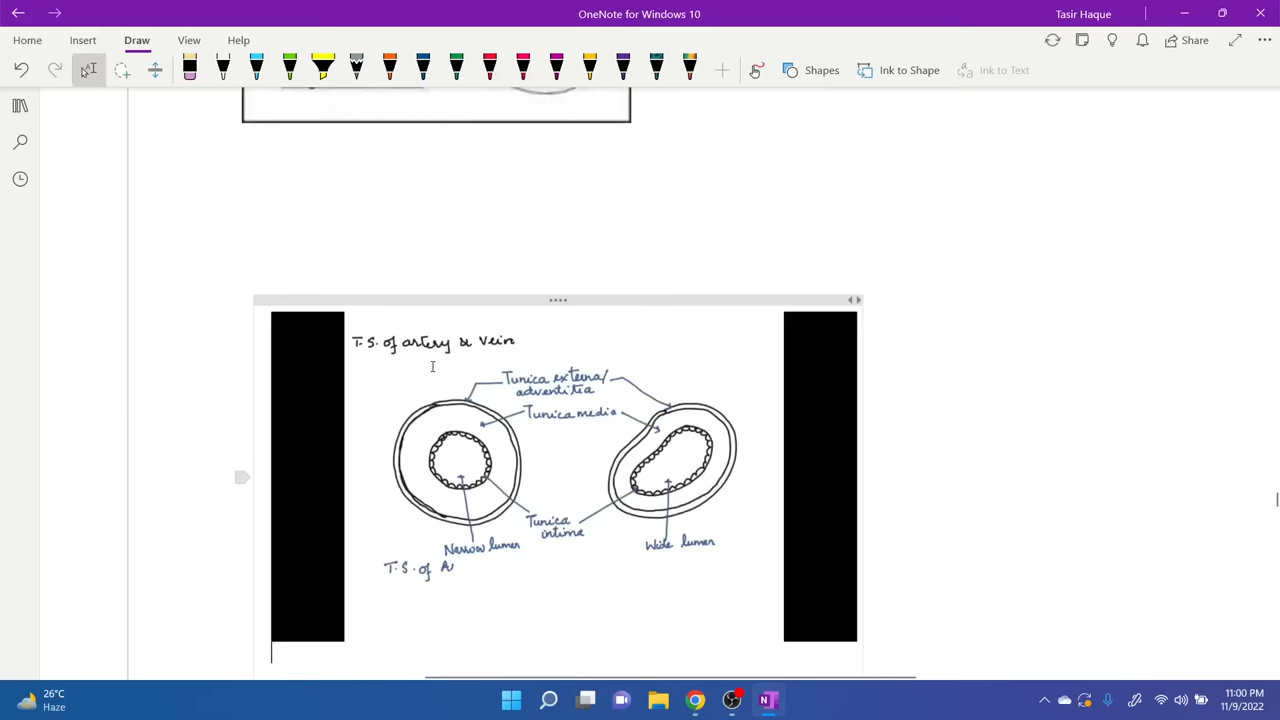 OneNote for Windows 10
Tasir Haque
Home
Insert
Draw
View
Help
Share
Shapes
Ink to Shape
Ink to Text
T.S. of artery & Vein
Tunica externa/
adventitia
Tunica media
Tunica
intima
Narrow lumen
Wide lumen
T.S. of A
26°C
Haze
11:00 PM
11/9/2022